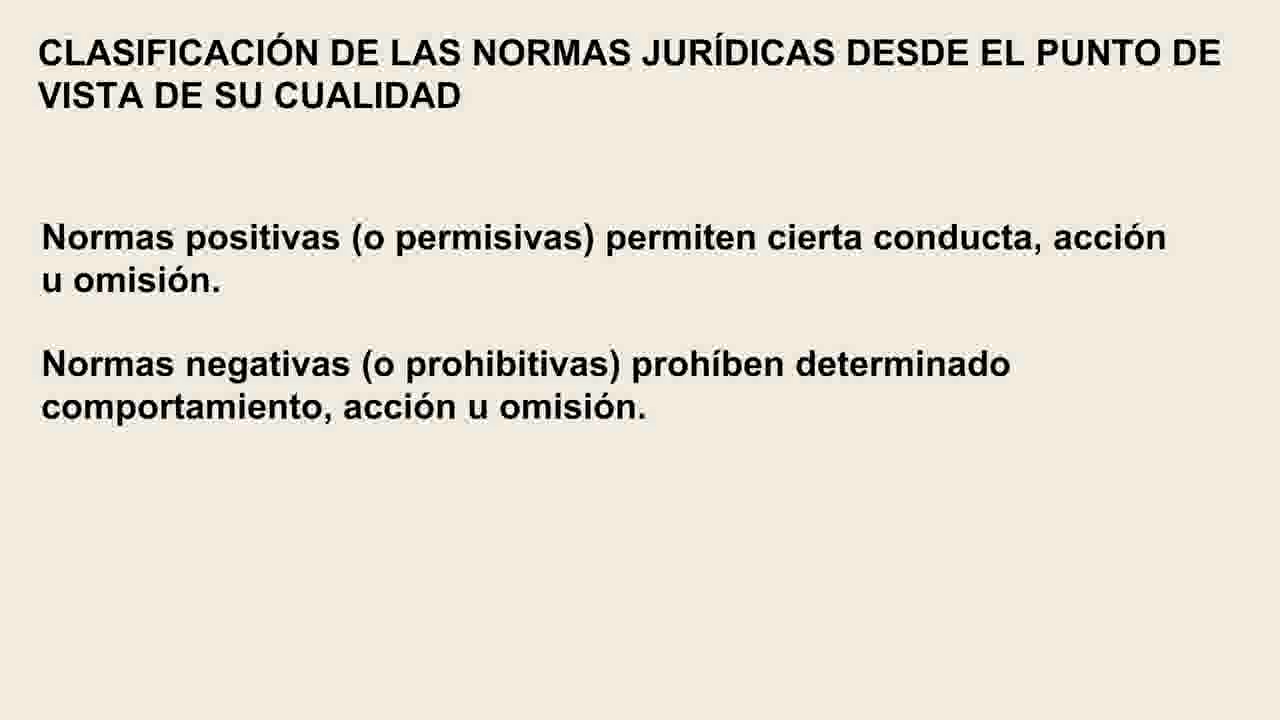 CLASIFICACIÓN DE LAS NORMAS JURÍDICAS DESDE EL PUNTO DE
VISTA DE SU CUALIDAD
Normas positivas (o permisivas) permiten cierta conducta, acción
u omisión.
Normas negativas (o prohibitivas) prohíben determinado
comportamiento, acción u omisión.